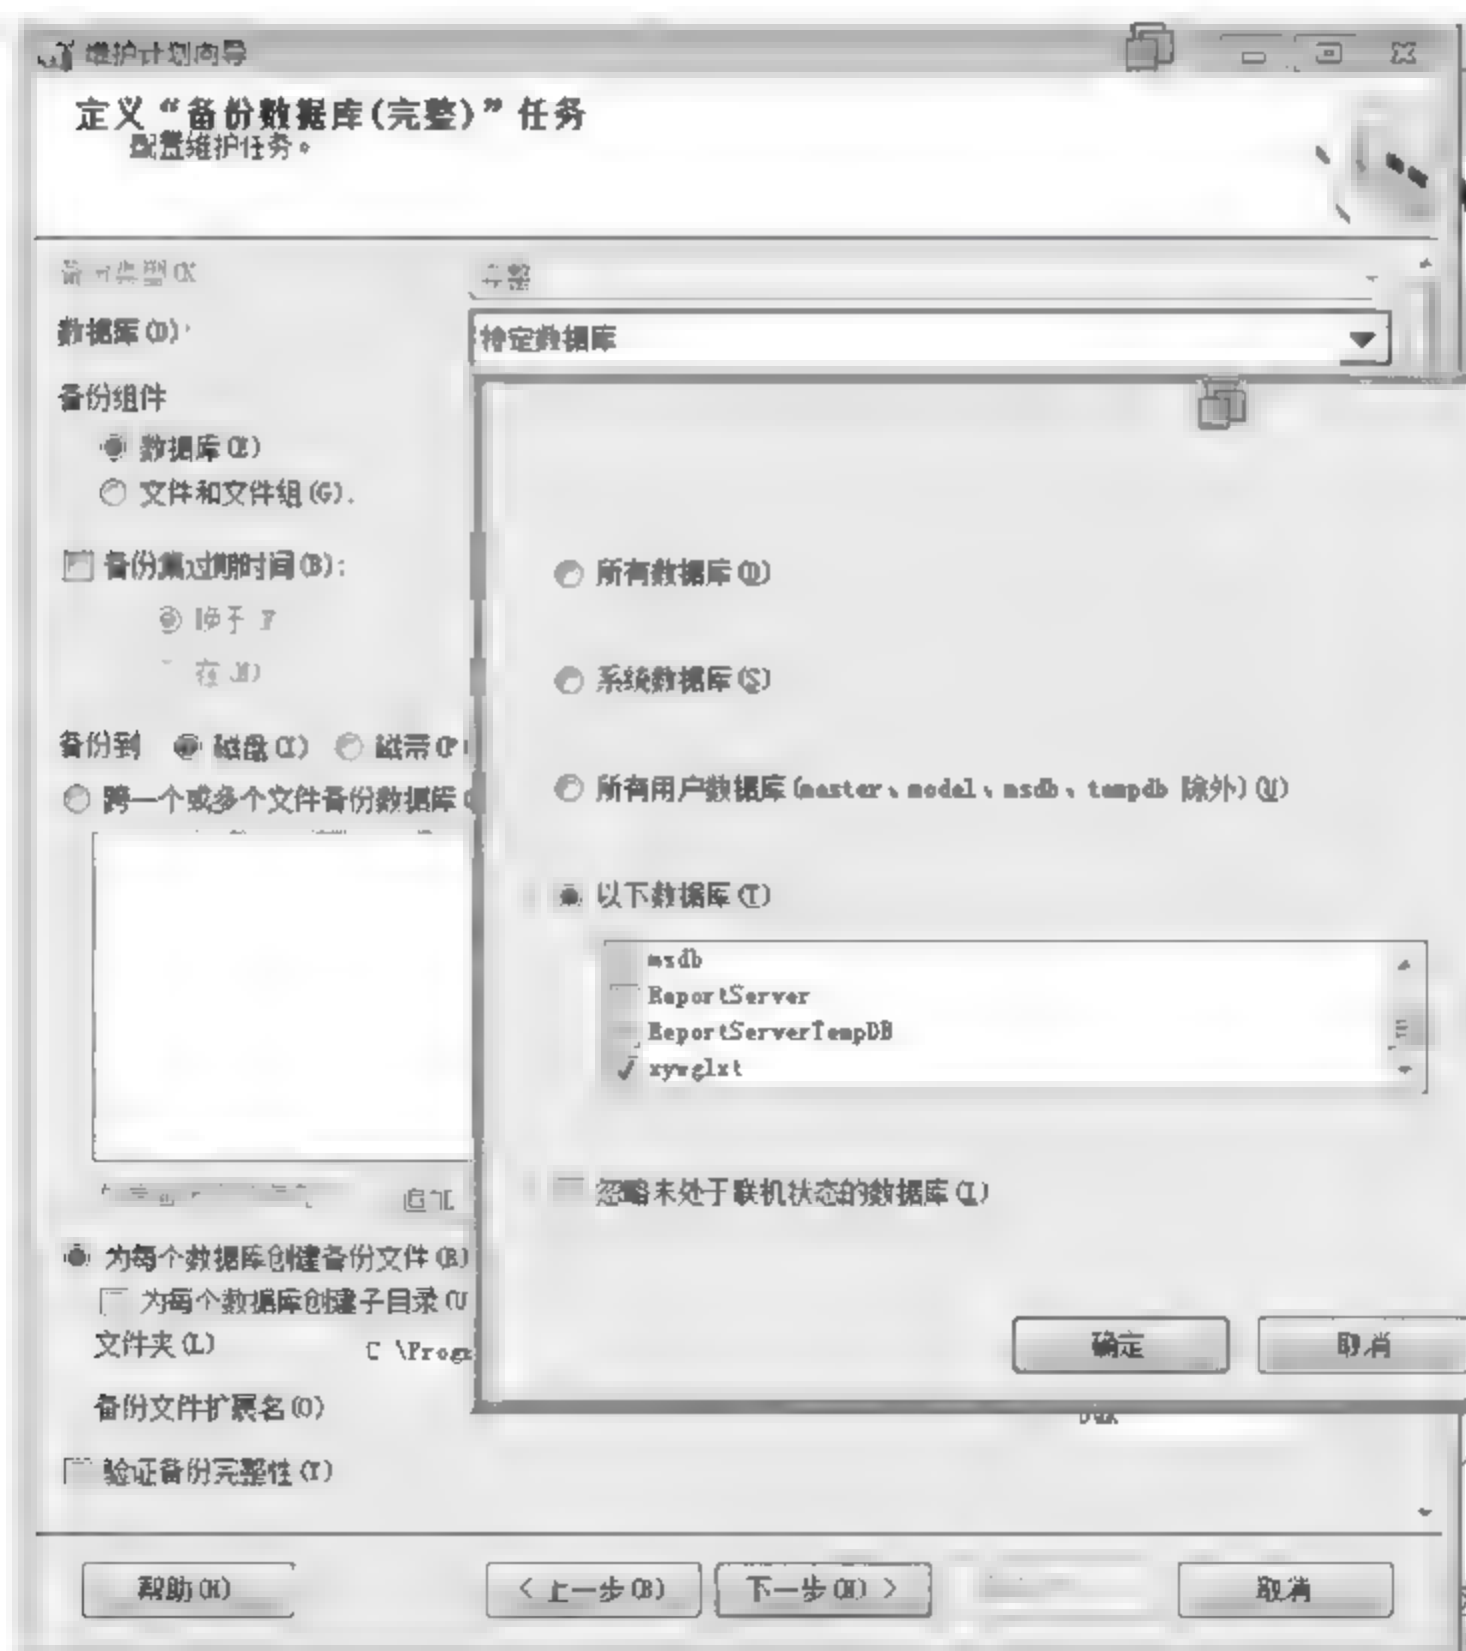 维护计划向导
定义“备份数据库(完整)”任务
配置维护任务。
数据库(D):
特定数据库
备份组件
数据库(E)
文件和文件组(G).
备份集过期时间(B):
晚于
在
备份到 磁盘(I) 磁带(P
跨一个或多个文件备份数据库(
追加
为每个数据库创建备份文件(R)
为每个数据库创建子目录(U
文件夹(L)
C \Progr
备份文件扩展名(O)
验证备份完整性(Y)
所有数据库(D)
系统数据库(S)
所有用户数据库(master、model、msdb、tempdb 除外)(U)
以下数据库(T)
msdb
ReportServer
ReportServerTempDB
xywglxt
忽略未处于联机状态的数据库(I)
确定 取消
帮助(H) < 上一步(B) 下一步(N) > 取消